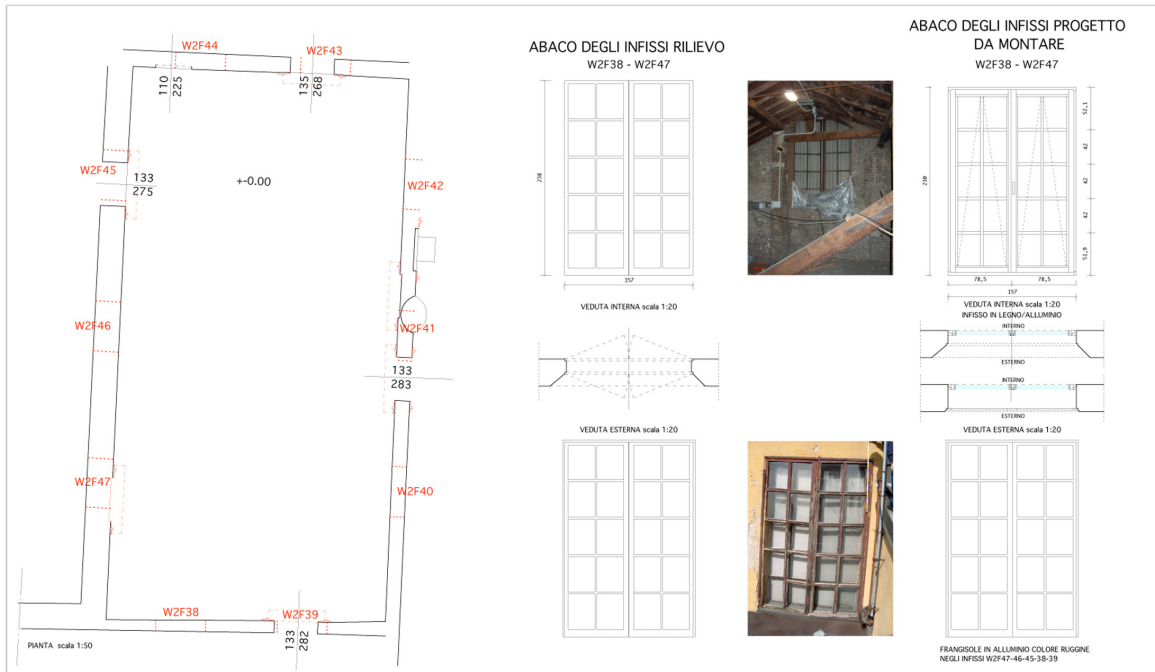 W2F44
W2F43
110
225
135
268
W2F45
133
275
+-0.00
W2F42
W2F46
W2F41
133
283
W2F47
W2F40
W2F38
W2F39
133
282
PIANTA scala 1:50
ABACO DEGLI INFISSI RILIEVO
W2F38 - W2F47
238
157
VEDUTA INTERNA scala 1:20
VEDUTA ESTERNA scala 1:20
ABACO DEGLI INFISSI PROGETTO
DA MONTARE
W2F38 - W2F47
230
52,1
42
42
42
51,9
78,5
78,5
157
VEDUTA INTERNA scala 1:20
INFISSO IN LEGNO/ALLUMINIO
INTERNO
ESTERNO
INTERNO
ESTERNO
VEDUTA ESTERNA scala 1:20
FRANGISOLE IN ALLUMINIO COLORE RUGGINE
NEGLI INFISSI W2F47-46-45-38-39